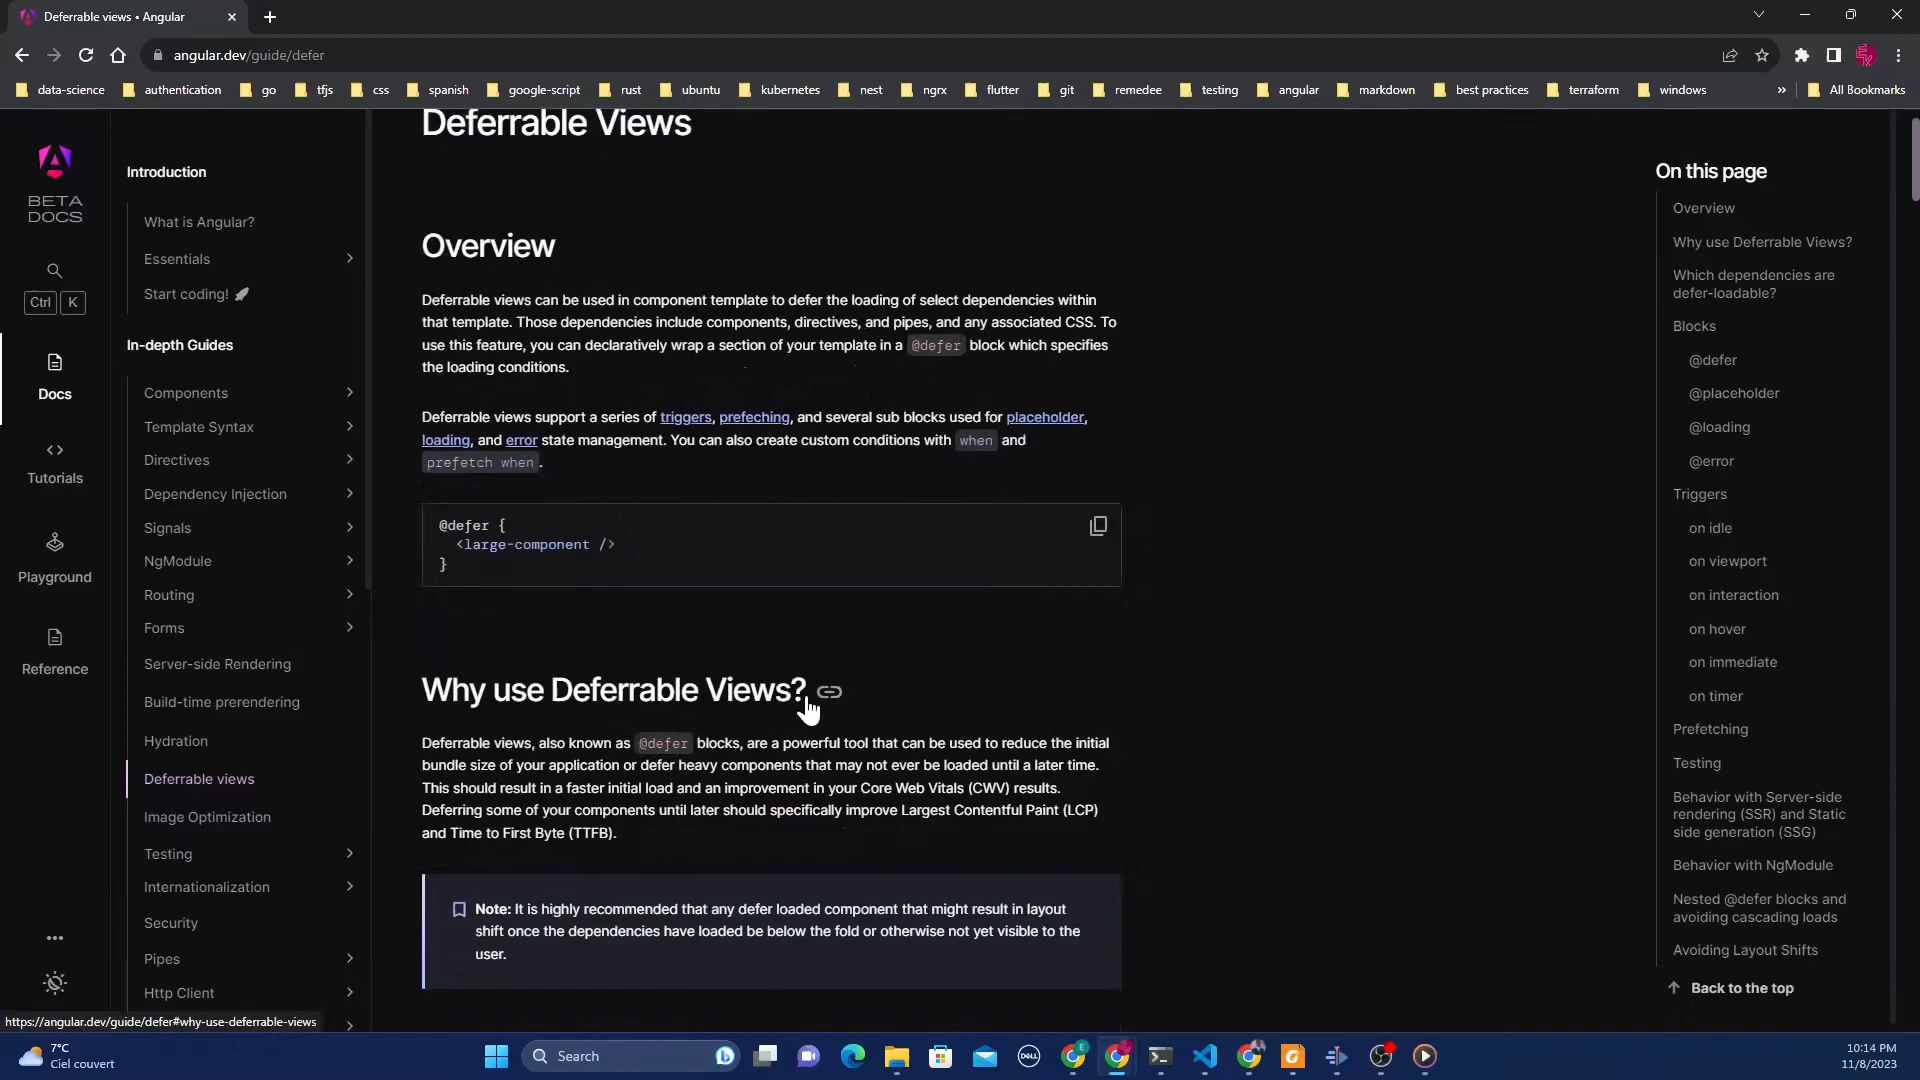 Deferrable views • Angular
angular.dev/guide/defer
data-science
authentication
go
tfjs
css
spanish
google-script
rust
ubuntu
kubernetes
nest
ngrx
flutter
git
remedee
testing
angular
markdown
best practices
terraform
windows
»
All Bookmarks
BETA
DOCS
Ctrl
K
Docs
Tutorials
Playground
Reference
Introduction
What is Angular?
Essentials
Start coding! 🚀
In-depth Guides
Components
Template Syntax
Directives
Dependency Injection
Signals
NgModule
Routing
Forms
Server-side Rendering
Build-time prerendering
Hydration
Deferrable views
Image Optimization
Testing
Internationalization
Security
Pipes
Http Client
https://angular.dev/guide/defer#why-use-deferrable-views
Deferrable Views
Overview
Deferrable views can be used in component template to defer the loading of select dependencies within
that template. Those dependencies include components, directives, and pipes, and any associated CSS. To
use this feature, you can declaratively wrap a section of your template in a @defer block which specifies
the loading conditions.
Deferrable views support a series of triggers, prefeching, and several sub blocks used for placeholder,
loading, and error state management. You can also create custom conditions with when and
prefetch when.
@defer {
<large-component />
}
Why use Deferrable Views?
Deferrable views, also known as @defer blocks, are a powerful tool that can be used to reduce the initial
bundle size of your application or defer heavy components that may not ever be loaded until a later time.
This should result in a faster initial load and an improvement in your Core Web Vitals (CWV) results.
Deferring some of your components until later should specifically improve Largest Contentful Paint (LCP)
and Time to First Byte (TTFB).
Note: It is highly recommended that any defer loaded component that might result in layout
shift once the dependencies have loaded be below the fold or otherwise not yet visible to the
user.
On this page
Overview
Why use Deferrable Views?
Which dependencies are
defer-loadable?
Blocks
@defer
@placeholder
@loading
@error
Triggers
on idle
on viewport
on interaction
on hover
on immediate
on timer
Prefetching
Testing
Behavior with Server-side
rendering (SSR) and Static
side generation (SSG)
Behavior with NgModule
Nested @defer blocks and
avoiding cascading loads
Avoiding Layout Shifts
Back to the top
7°C
Ciel couvert
Search
DELL
E
10:14 PM
11/8/2023